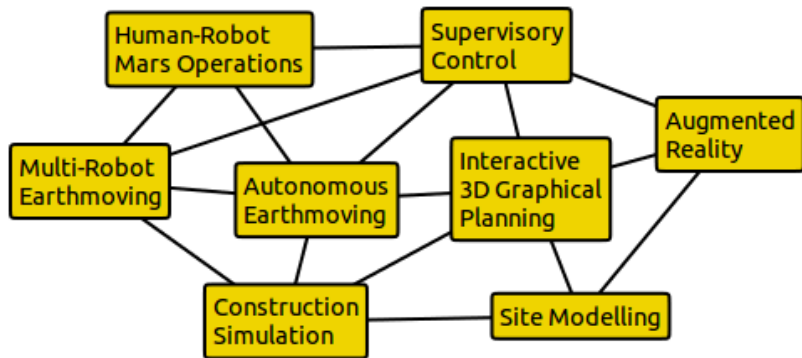 Human-Robot
Mars Operations
Supervisory
Control
Augmented
Reality
Multi-Robot
Earthmoving
Autonomous
Earthmoving
Interactive
3D Graphical
Planning
Construction
Simulation
Site Modelling